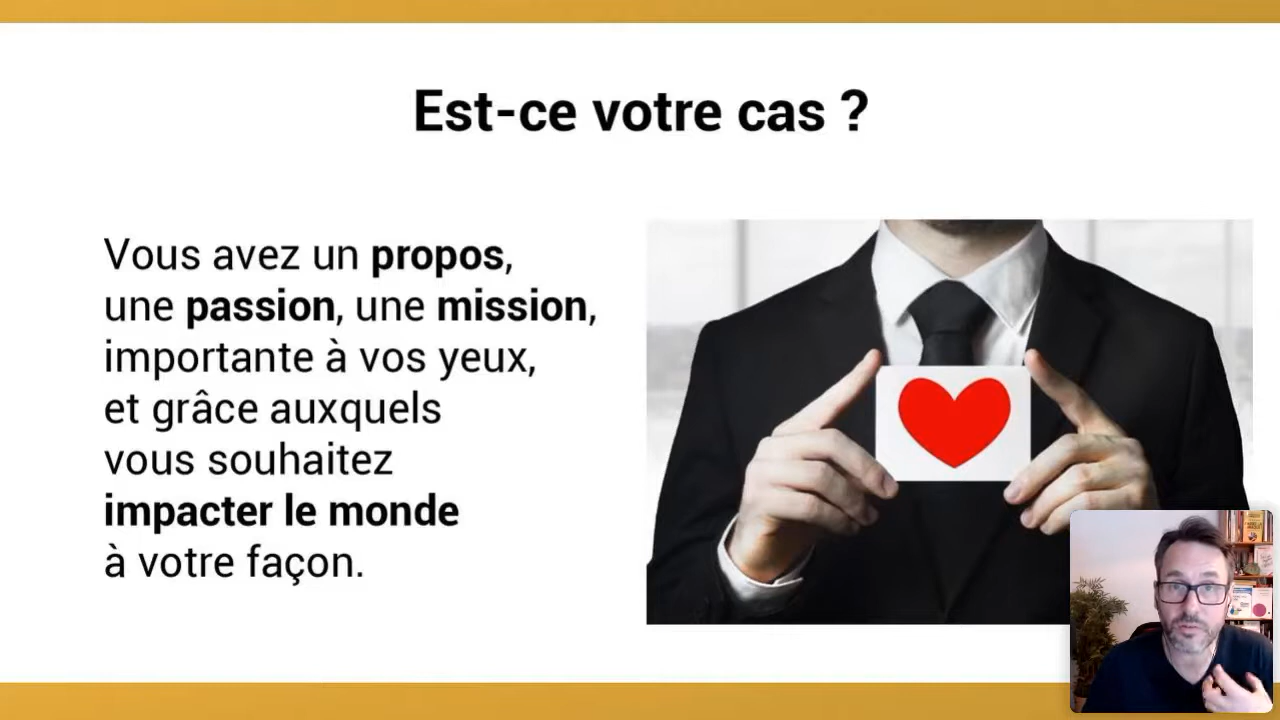 Est-ce votre cas ?
Vous avez un propos,
une passion, une mission,
importante à vos yeux,
et grâce auxquels
vous souhaitez
impacter le monde
à votre façon.